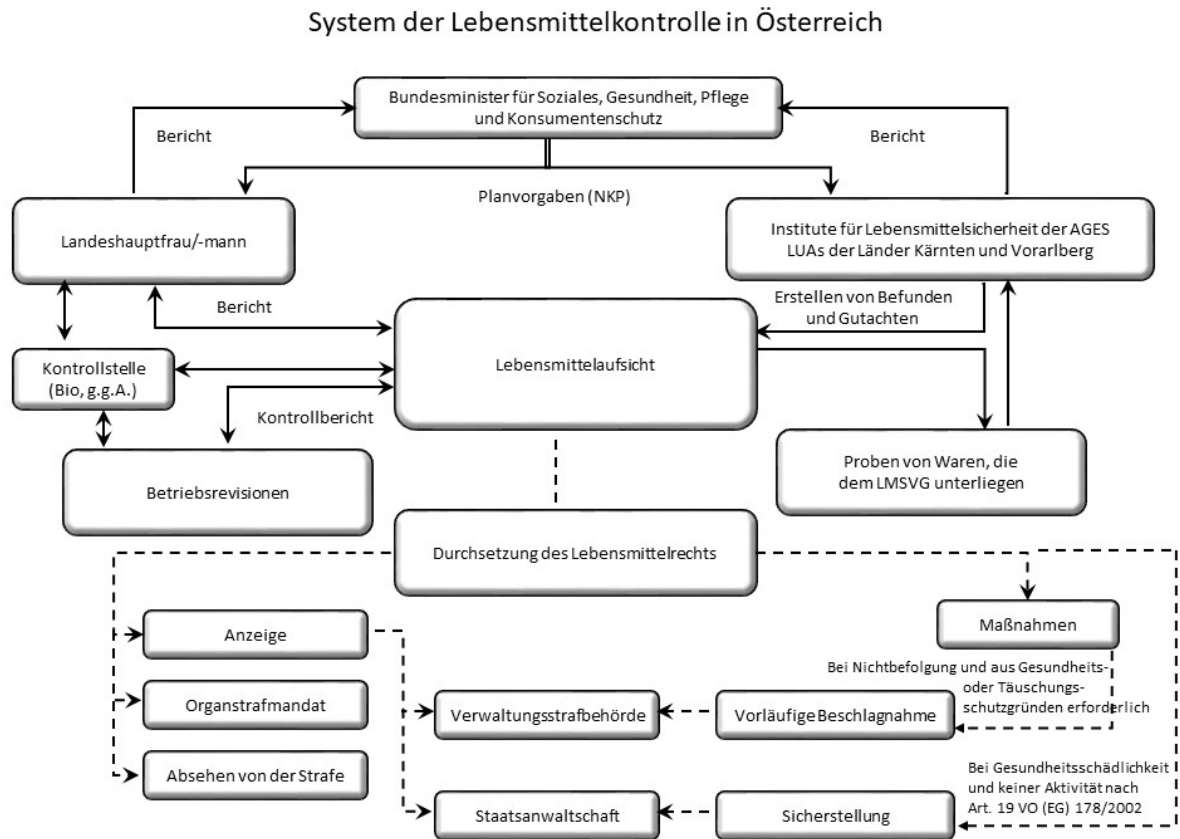 System der Lebensmittelkontrolle in Österreich
Bundesminister für Soziales, Gesundheit, Pflege
und Konsumentenschutz
Bericht
Bericht
Planvorgaben (NKP)
Landeshauptfrau/-mann
Institute für Lebensmittelsicherheit der AGES
LUAs der Länder Kärnten und Vorarlberg
Bericht
Erstellen von Befunden
und Gutachten
Lebensmittelaufsicht
Kontrollstelle
(Bio, g.g.A.)
Kontrollbericht
Betriebsrevisionen
Proben von Waren, die
dem LMSVG unterliegen
Durchsetzung des Lebensmittelrechts
Anzeige
Maßnahmen
Bei Nichtbefolgung und aus Gesundheits-
oder Täuschungs-
schutzgründen erforderlich
Organstrafmandat
Verwaltungsstrafbehörde
Vorläufige Beschlagnahme
Absehen von der Strafe
Bei Gesundheitsschädlichkeit
und keiner Aktivität nach
Art. 19 VO (EG) 178/2002
Staatsanwaltschaft
Sicherstellung